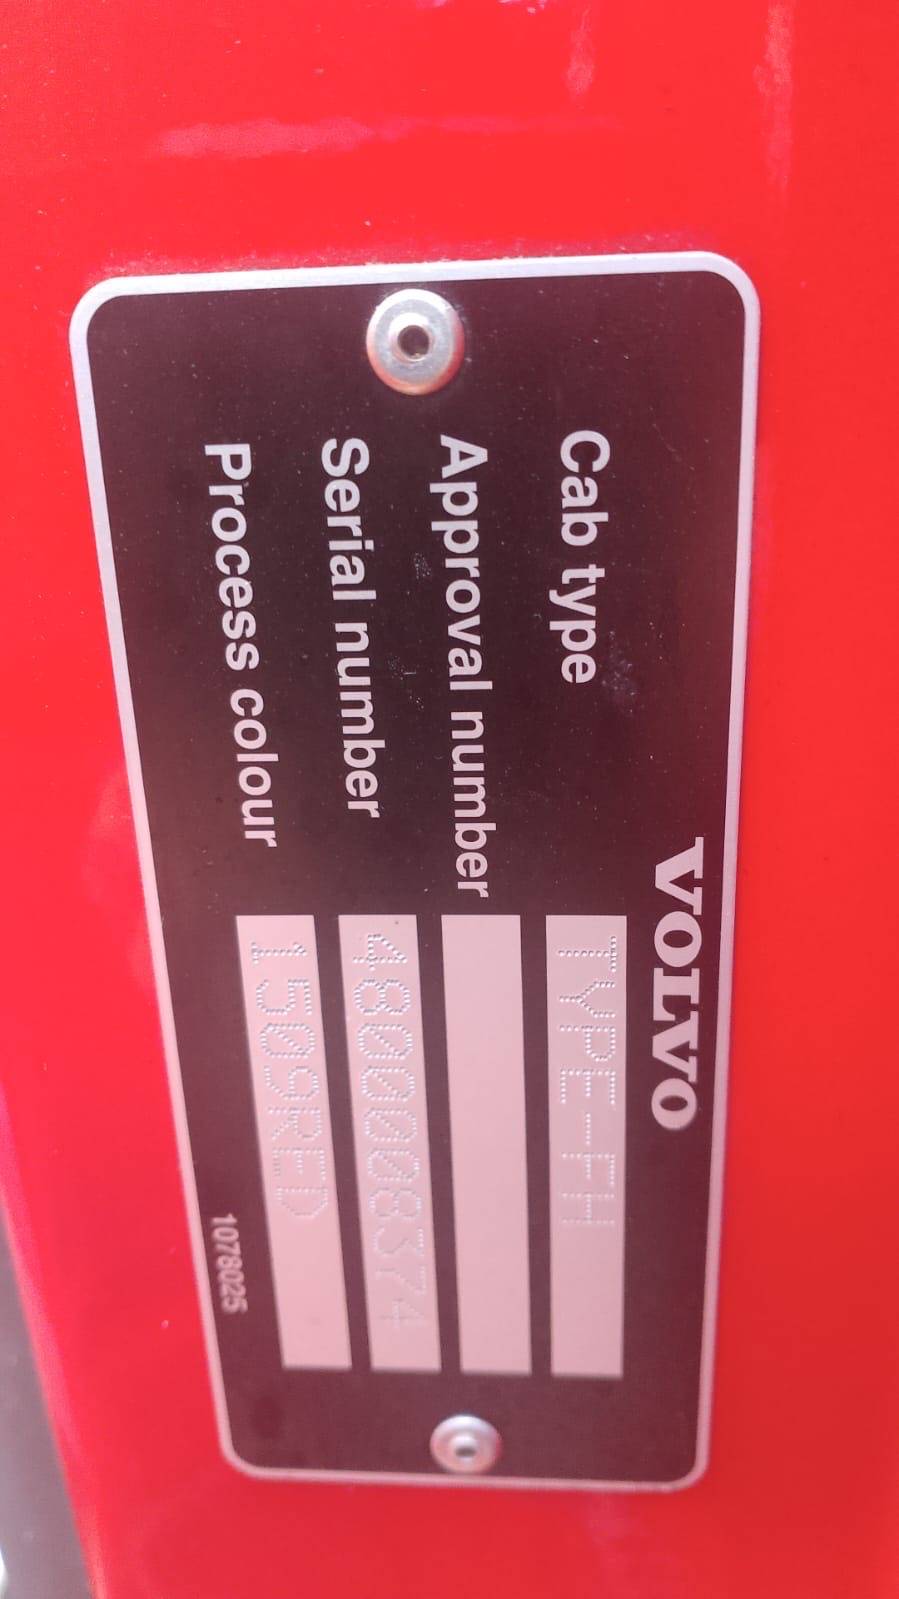 VOLVO
Cab type TYPE-FH
Approval number
Serial number 4800008374
Process colour 1509RED
1078025